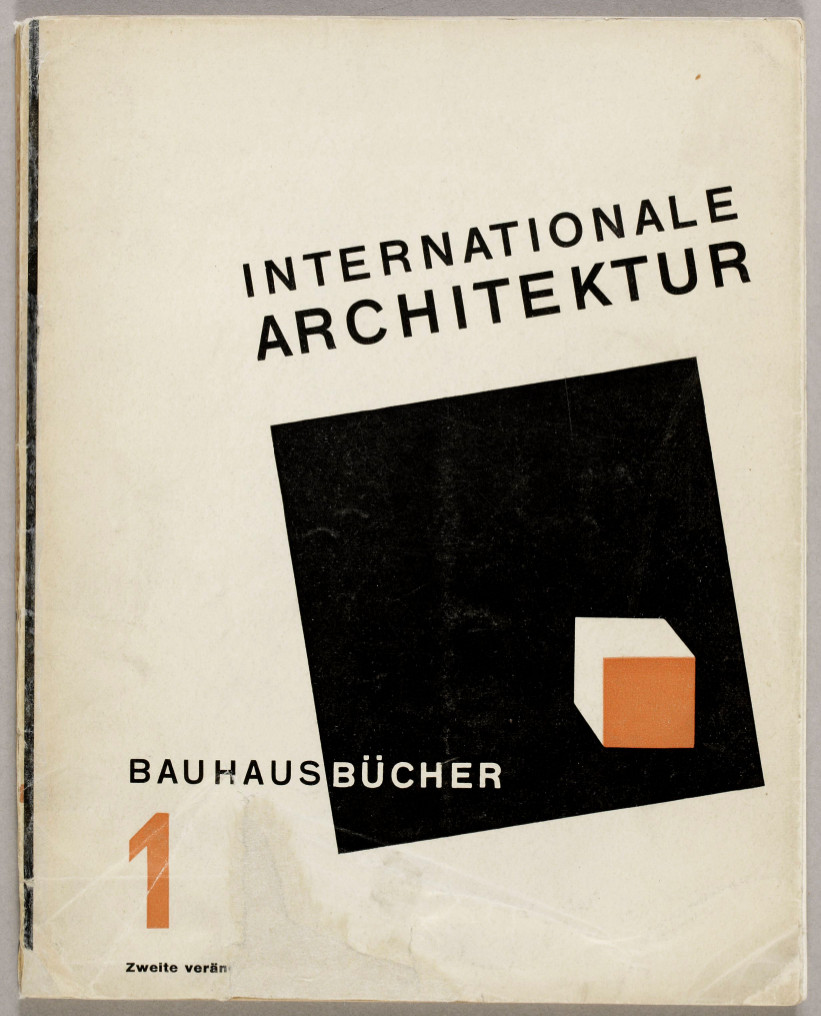 INTERNATIONALE
ARCHITEKTUR
BAUHAUSBÜCHER
1
Zweite verän